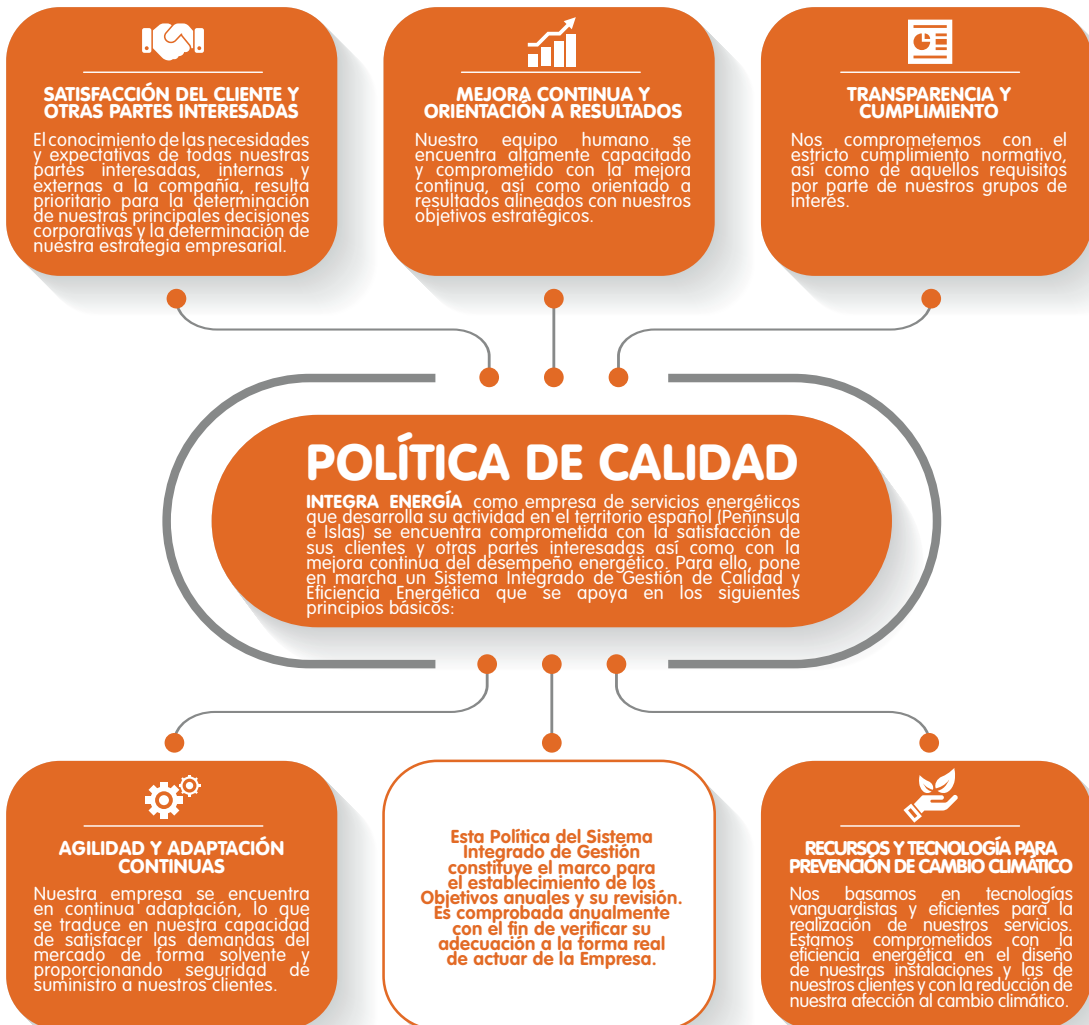 SATISFACCIÓN DEL CLIENTE Y
OTRAS PARTES INTERESADAS
El conocimiento de las necesidades
y expectativas de todas nuestras
partes interesadas, internas y
externas a la compañía, resulta
prioritario para la determinación
de nuestras principales decisiones
corporativas y la determinación de
nuestra estrategia empresarial.
MEJORA CONTINUA Y
ORIENTACIÓN A RESULTADOS
Nuestro equipo humano se
encuentra altamente capacitado
y comprometido con la mejora
continua, así como orientado a
resultados alineados con nuestros
objetivos estratégicos.
TRANSPARENCIA Y
CUMPLIMIENTO
Nos comprometemos con el
estricto cumplimiento normativo,
así como de aquellos requisitos
por parte de nuestros grupos de
interés.
POLÍTICA DE CALIDAD
INTEGRA ENERGÍA como empresa de servicios energéticos
que desarrolla su actividad en el territorio español (Península
e Islas) se encuentra comprometida con la satisfacción de
sus clientes y otras partes interesadas así como con la
mejora continua del desempeño energético. Para ello, pone
en marcha un Sistema Integrado de Gestión de Calidad y
Eficiencia Energética que se apoya en los siguientes
principios básicos:
AGILIDAD Y ADAPTACIÓN
CONTINUAS
Nuestra empresa se encuentra
en continua adaptación, lo que
se traduce en nuestra capacidad
de satisfacer las demandas del
mercado de forma solvente y
proporcionando seguridad de
suministro a nuestros clientes.
Esta Política del Sistema
Integrado de Gestión
constituye el marco para
el establecimiento de los
Objetivos anuales y su revisión.
Es comprobada anualmente
con el fin de verificar su
adecuación a la forma real
de actuar de la Empresa.
RECURSOS Y TECNOLOGÍA PARA
PREVENCIÓN DE CAMBIO CLIMÁTICO
Nos basamos en tecnologías
vanguardistas y eficientes para la
realización de nuestros servicios.
Estamos comprometidos con la
eficiencia energética en el diseño
de nuestras instalaciones y las de
nuestros clientes y con la reducción de
nuestra afección al cambio climático.